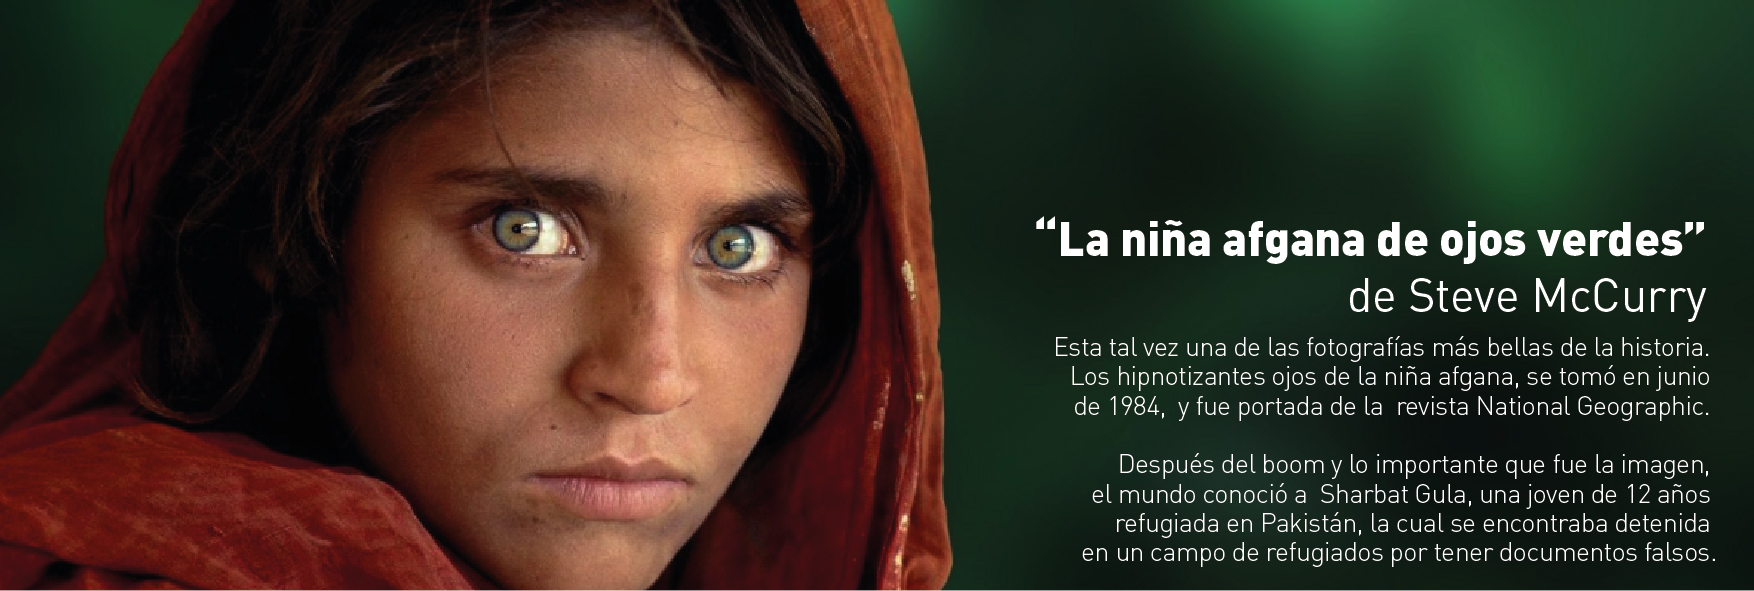 “La niña afgana de ojos verdes”
de Steve McCurry
Esta tal vez una de las fotografías más bellas de la historia.
Los hipnotizantes ojos de la niña afgana, se tomó en junio
de 1984, y fue portada de la revista National Geographic.
Después del boom y lo importante que fue la imagen,
el mundo conoció a Sharbat Gula, una joven de 12 años
refugiada en Pakistán, la cual se encontraba detenida
en un campo de refugiados por tener documentos falsos.